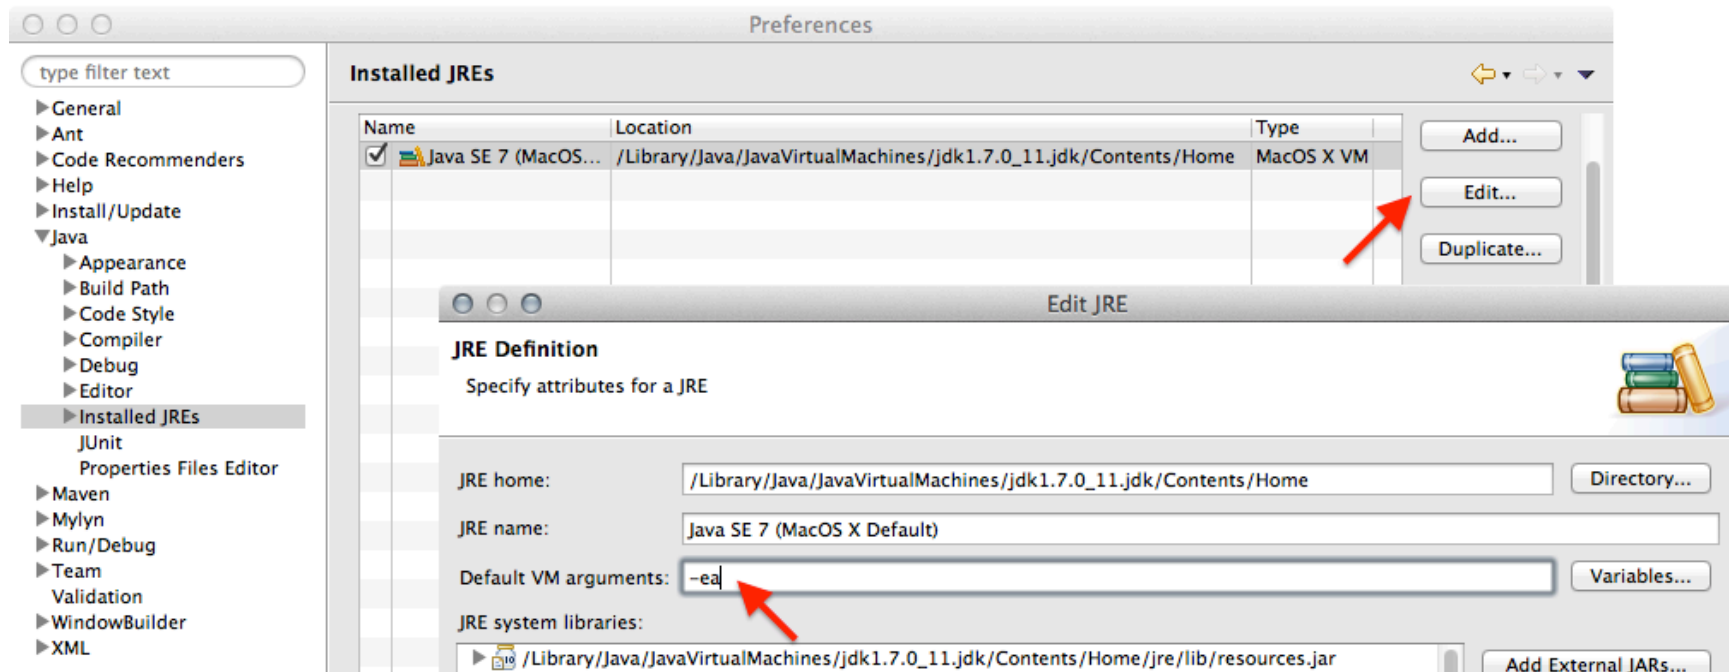 Preferences
type filter text
General
Ant
Code Recommenders
Help
Install/Update
Java
Appearance
Build Path
Code Style
Compiler
Debug
Editor
Installed JREs
JUnit
Properties Files Editor
Maven
Mylyn
Run/Debug
Team
Validation
WindowBuilder
XML
Installed JREs
Name Location Type
Java SE 7 (MacOS... /Library/Java/JavaVirtualMachines/jdk1.7.0_11.jdk/Contents/Home MacOS X VM
Add...
Edit...
Duplicate...
Edit JRE
JRE Definition
Specify attributes for a JRE
JRE home: /Library/Java/JavaVirtualMachines/jdk1.7.0_11.jdk/Contents/Home Directory...
JRE name: Java SE 7 (MacOS X Default)
Default VM arguments: -ea Variables...
JRE system libraries:
/Library/Java/JavaVirtualMachines/jdk1.7.0_11.jdk/Contents/Home/jre/lib/resources.jar Add External JARs...